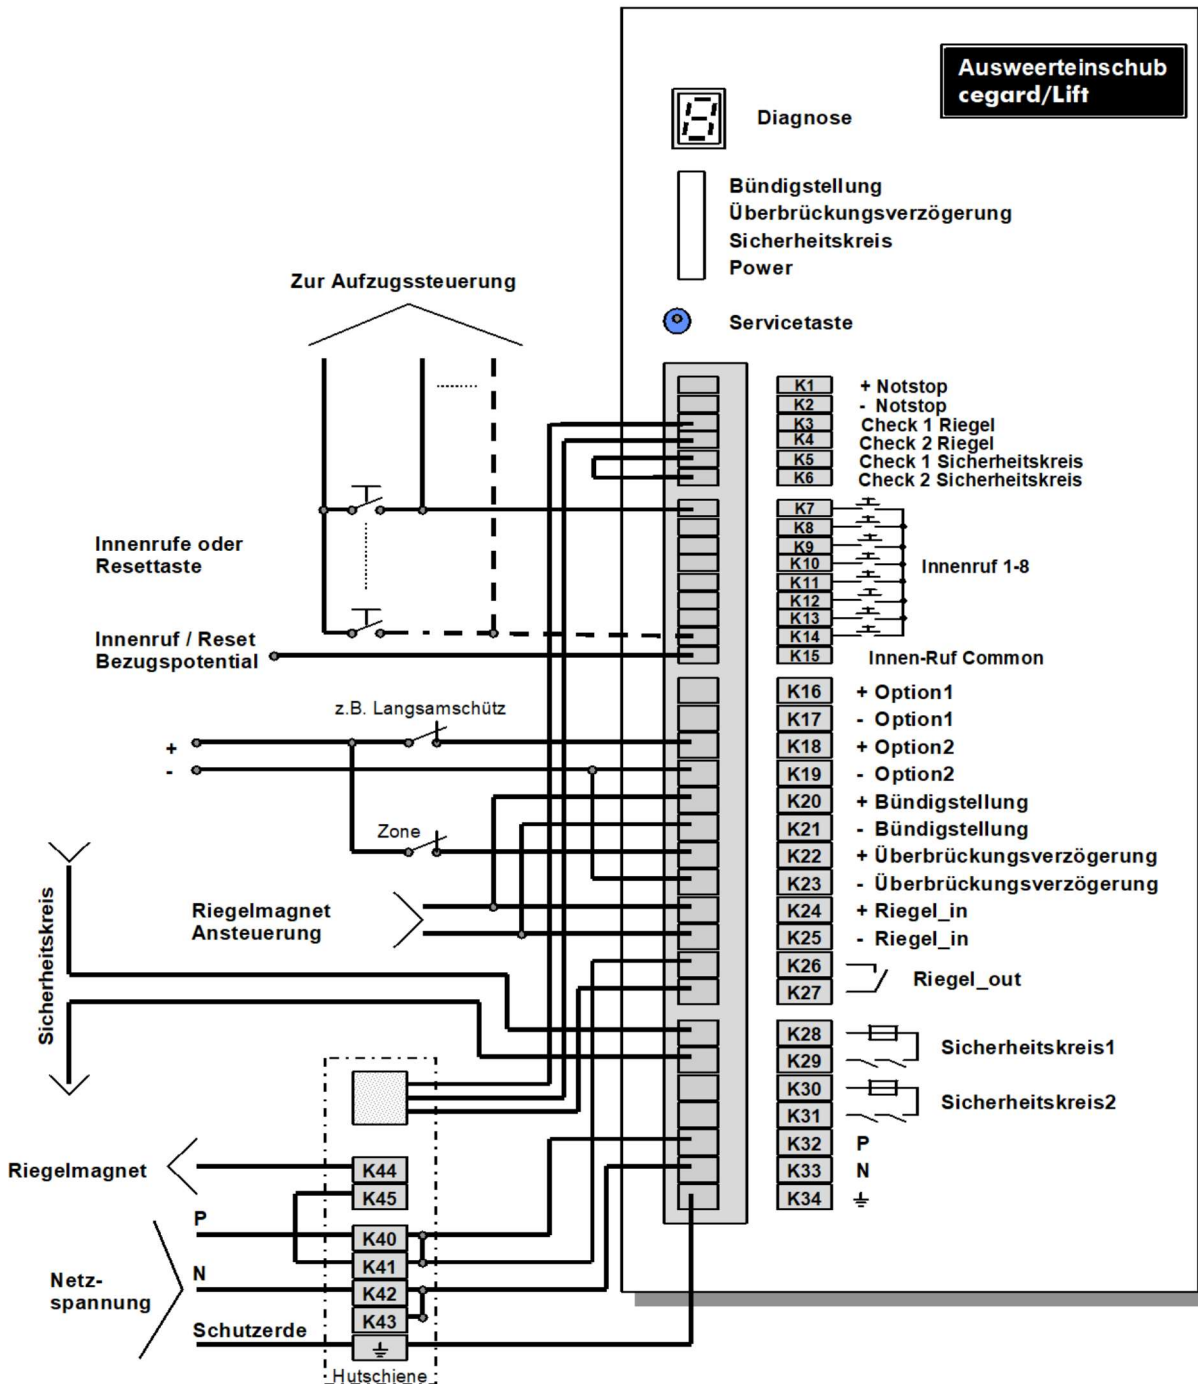 Ausweerteinschub
cegard/Lift
Diagnose
Bündigstellung
Überbrückungsverzögerung
Sicherheitskreis
Power
Servicetaste
Zur Aufzugssteuerung
K1 + Notstop
K2 - Notstop
K3 Check 1 Riegel
K4 Check 2 Riegel
K5 Check 1 Sicherheitskreis
K6 Check 2 Sicherheitskreis
K7
K8
K9
K10
K11
K12
K13
K14
Innenruf 1-8
K15 Innen-Ruf Common
Innenrufe oder
Resettaste
Innenruf / Reset
Bezugspotential
z.B. Langsamschütz
+
-
Zone
K16 + Option1
K17 - Option1
K18 + Option2
K19 - Option2
K20 + Bündigstellung
K21 - Bündigstellung
K22 + Überbrückungsverzögerung
K23 - Überbrückungsverzögerung
K24 + Riegel_in
K25 - Riegel_in
K26
K27
Riegel_out
K28
K29
Sicherheitskreis1
K30
K31
Sicherheitskreis2
K32 P
K33 N
K34
Riegelmagnet
Ansteuerung
Sicherheitskreis
Riegelmagnet
K44
K45
P
K40
K41
N
K42
K43
Netz-
spannung
Schutzerde
Hutschiene